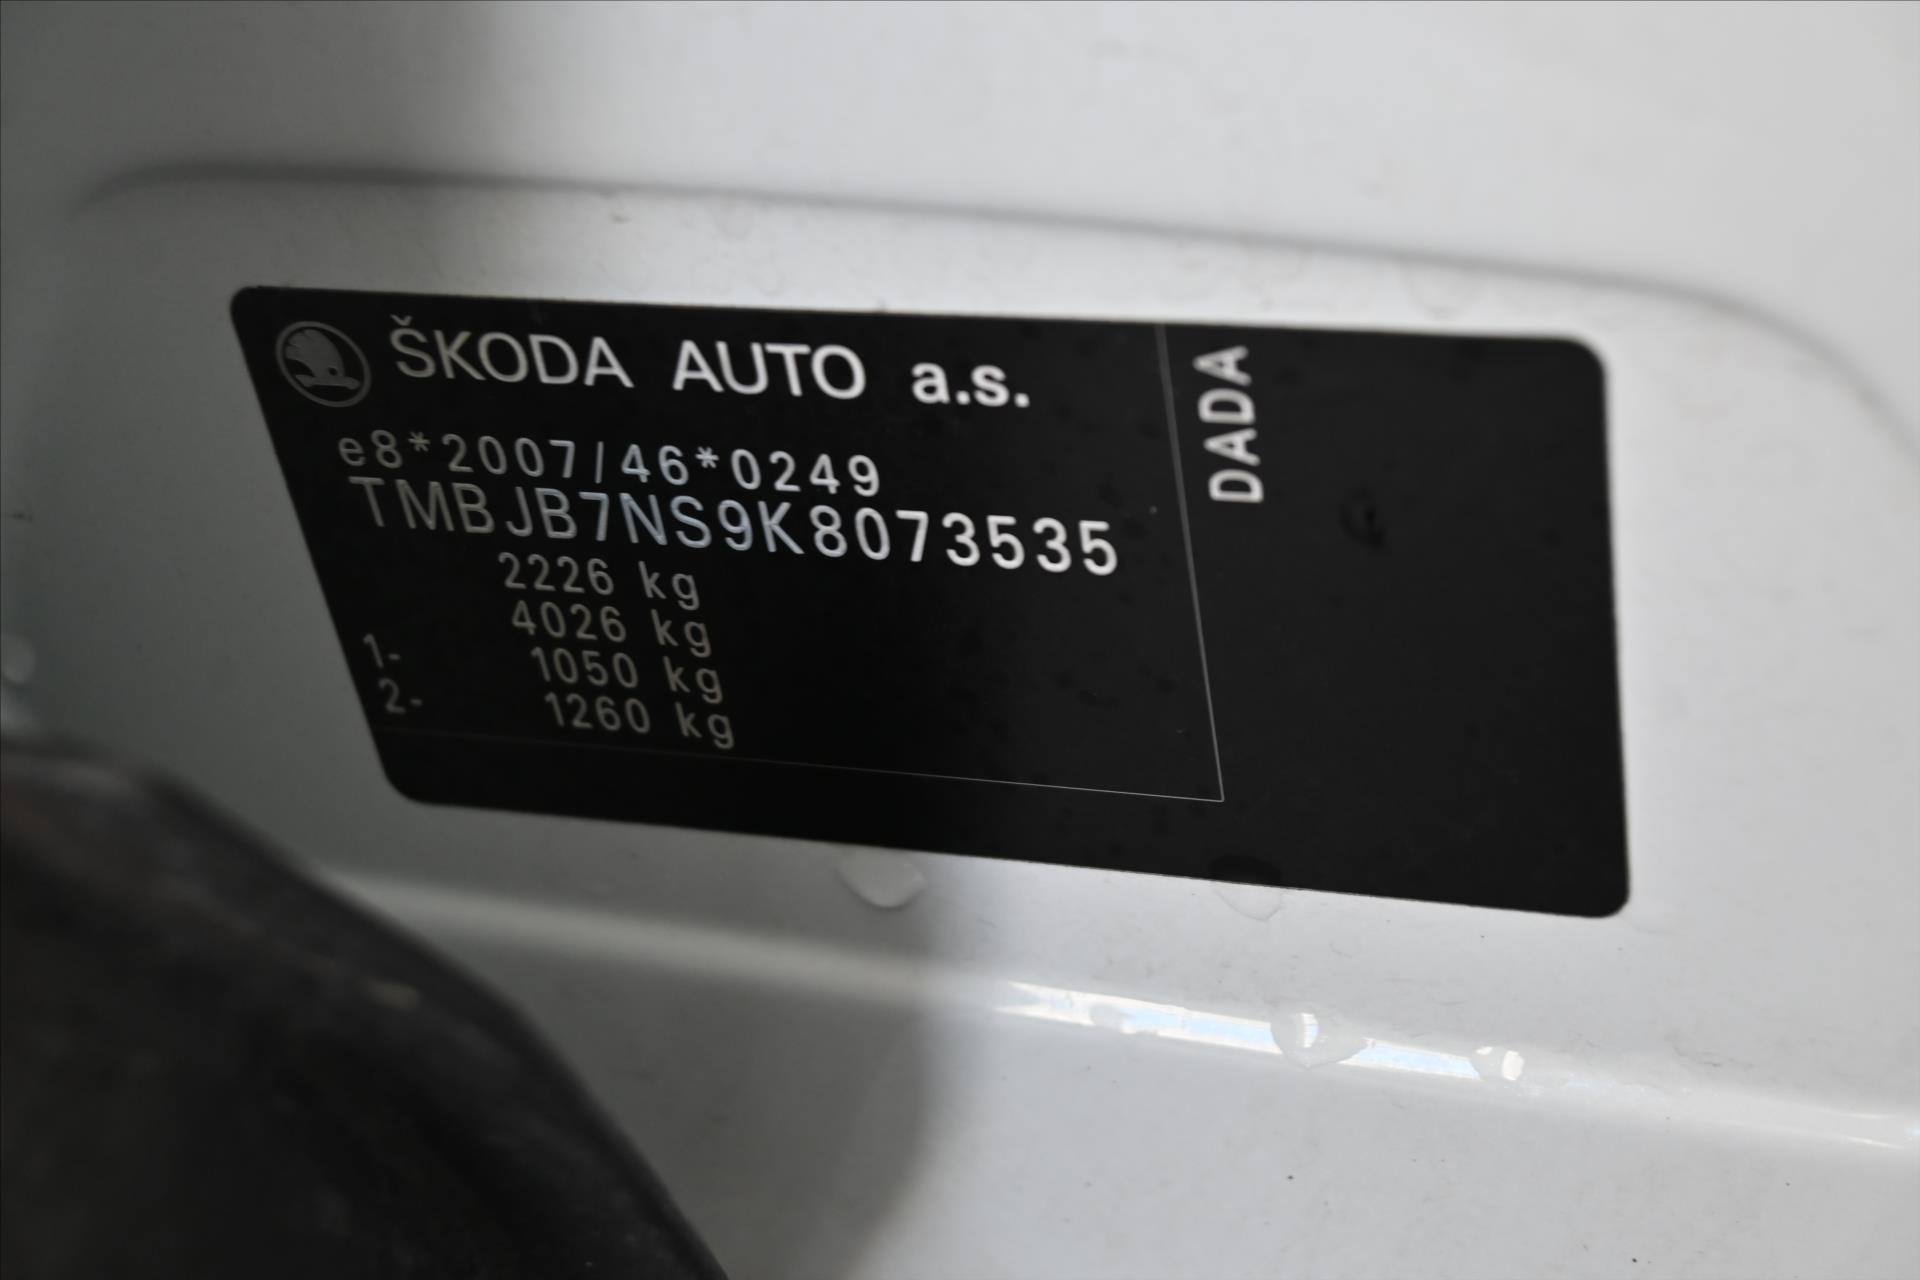 ŠKODA AUTO a.s.
e8*2007/46*0249
TMBJB7NS9K8073535
2226 kg
4026 kg
1- 1050 kg
2- 1260 kg
DADA